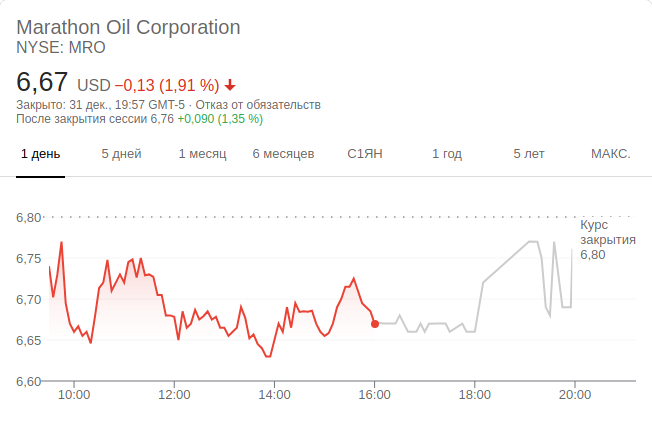 Marathon Oil Corporation
NYSE: MRO
6,67 USD −0,13 (1,91 %)
Закрыто: 31 дек., 19:57 GMT-5 · Отказ от обязательств
После закрытия сессии 6,76 +0,090 (1,35 %)
1 день 5 дней 1 месяц 6 месяцев С1ЯН 1 год 5 лет МАКС.
6,80
Курс
закрытия
6,80
6,75
6,70
6,65
6,60
10:00 12:00 14:00 16:00 18:00 20:00